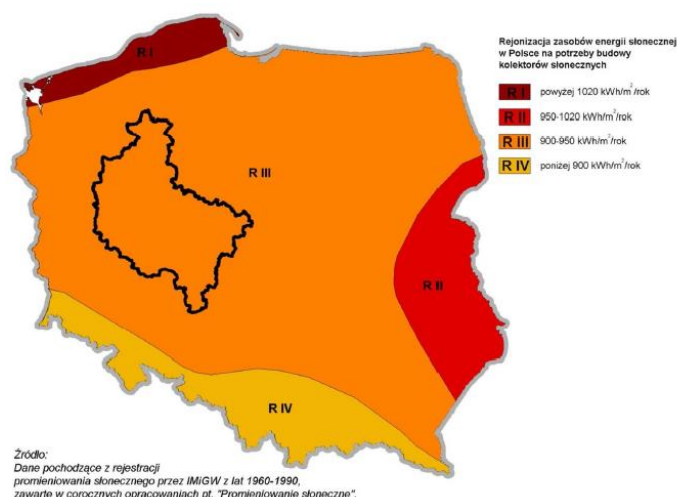 Rejonizacja zasobów energii słonecznej
w Polsce na potrzeby budowy
kolektorów słonecznych
R I powyżej 1020 kWh/m²/rok
R II 950-1020 kWh/m²/rok
R III 900-950 kWh/m²/rok
R IV poniżej 900 kWh/m²/rok
R I
R III
R II
R IV
Źródło:
Dane pochodzące z rejestracji
promieniowania słonecznego przez IMiGW z lat 1960-1990,
zawarte w corocznych opracowaniach pt. "Promieniowanie słoneczne".